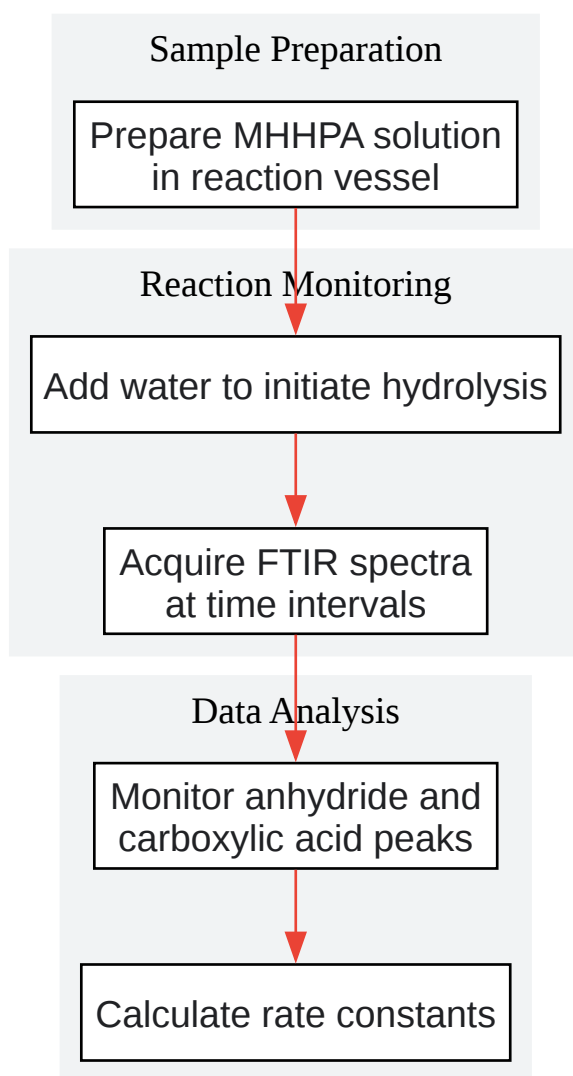 Sample Preparation
Prepare MHHPA solution
in reaction vessel
Reaction Monitoring
Add water to initiate hydrolysis
Acquire FTIR spectra
at time intervals
Data Analysis
Monitor anhydride and
carboxylic acid peaks
Calculate rate constants